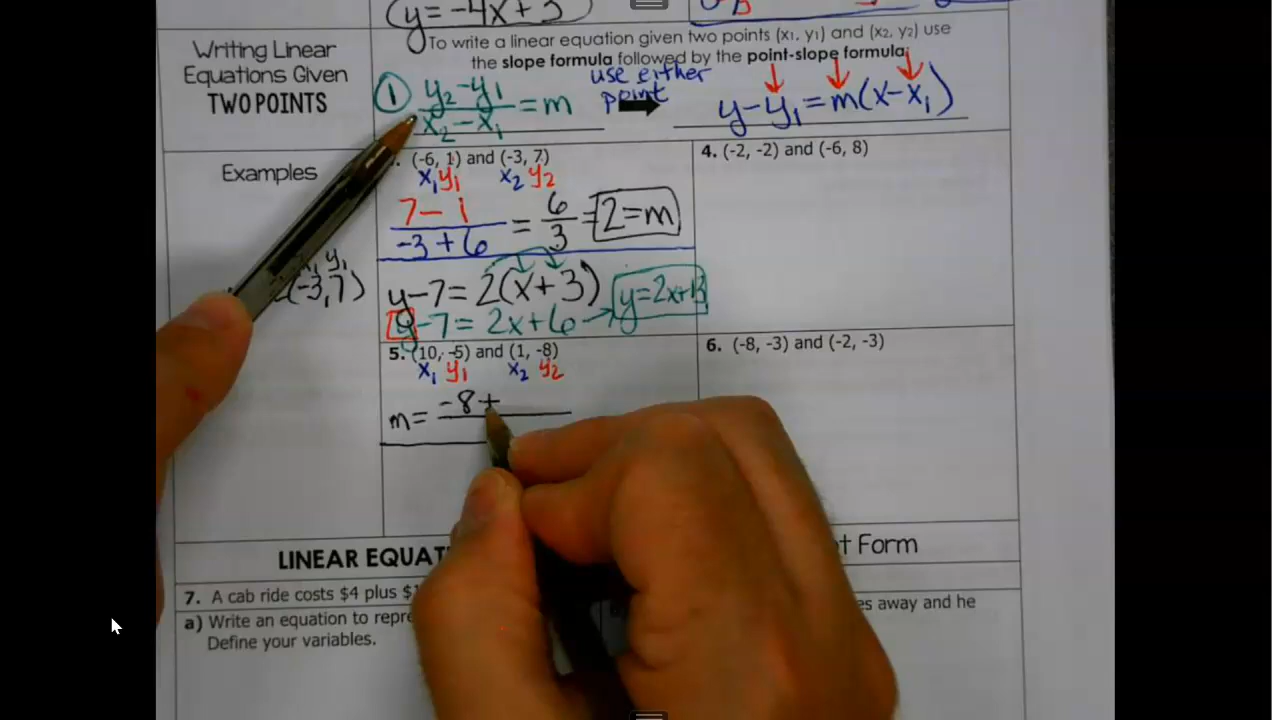 y = -4x + 3
Writing Linear
Equations Given
TWO POINTS
To write a linear equation given two points (x₁, y₁) and (x₂, y₂) use
the slope formula followed by the point-slope formula.
① y₂-y₁ / x₂-x₁ = m
use either
point
y-y₁=m(x-x₁)
Examples
(-6, 1) and (-3, 7)
x₁ y₁ x₂ y₂
7-1 / -3+6 = 6/3 = 2=m
y₁
(-3,7)
y-7= 2(x+3)
y-7= 2x+6 → y=2x+13
4. (-2, -2) and (-6, 8)
5. (10, -5) and (1, -8)
x₁ y₁ x₂ y₂
m= -8+
6. (-8, -3) and (-2, -3)
LINEAR
Form
7. A cab ride costs $4 plus
a) Write an equation to
Define your variables.
away and he